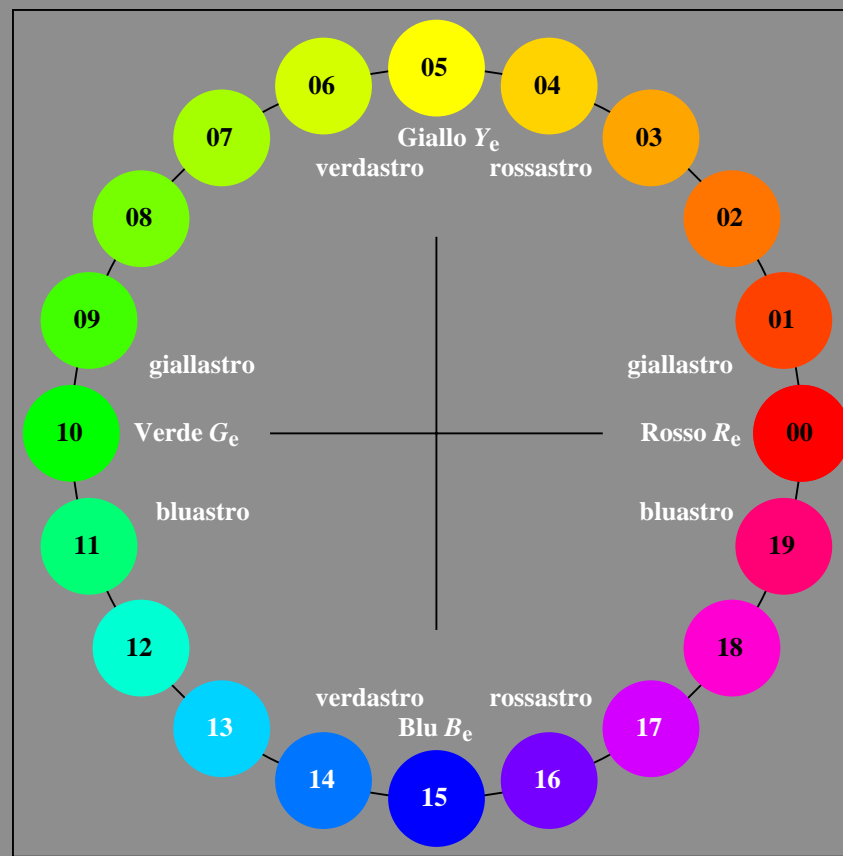 05
06
04
07
Giallo Ye
03
verdastro
rossastro
08
02
09
01
giallastro
giallastro
10
Verde Ge
Rosso Re
00
bluastro
bluastro
11
19
12
18
verdastro
rossastro
13
Blu Be
17
14
16
15